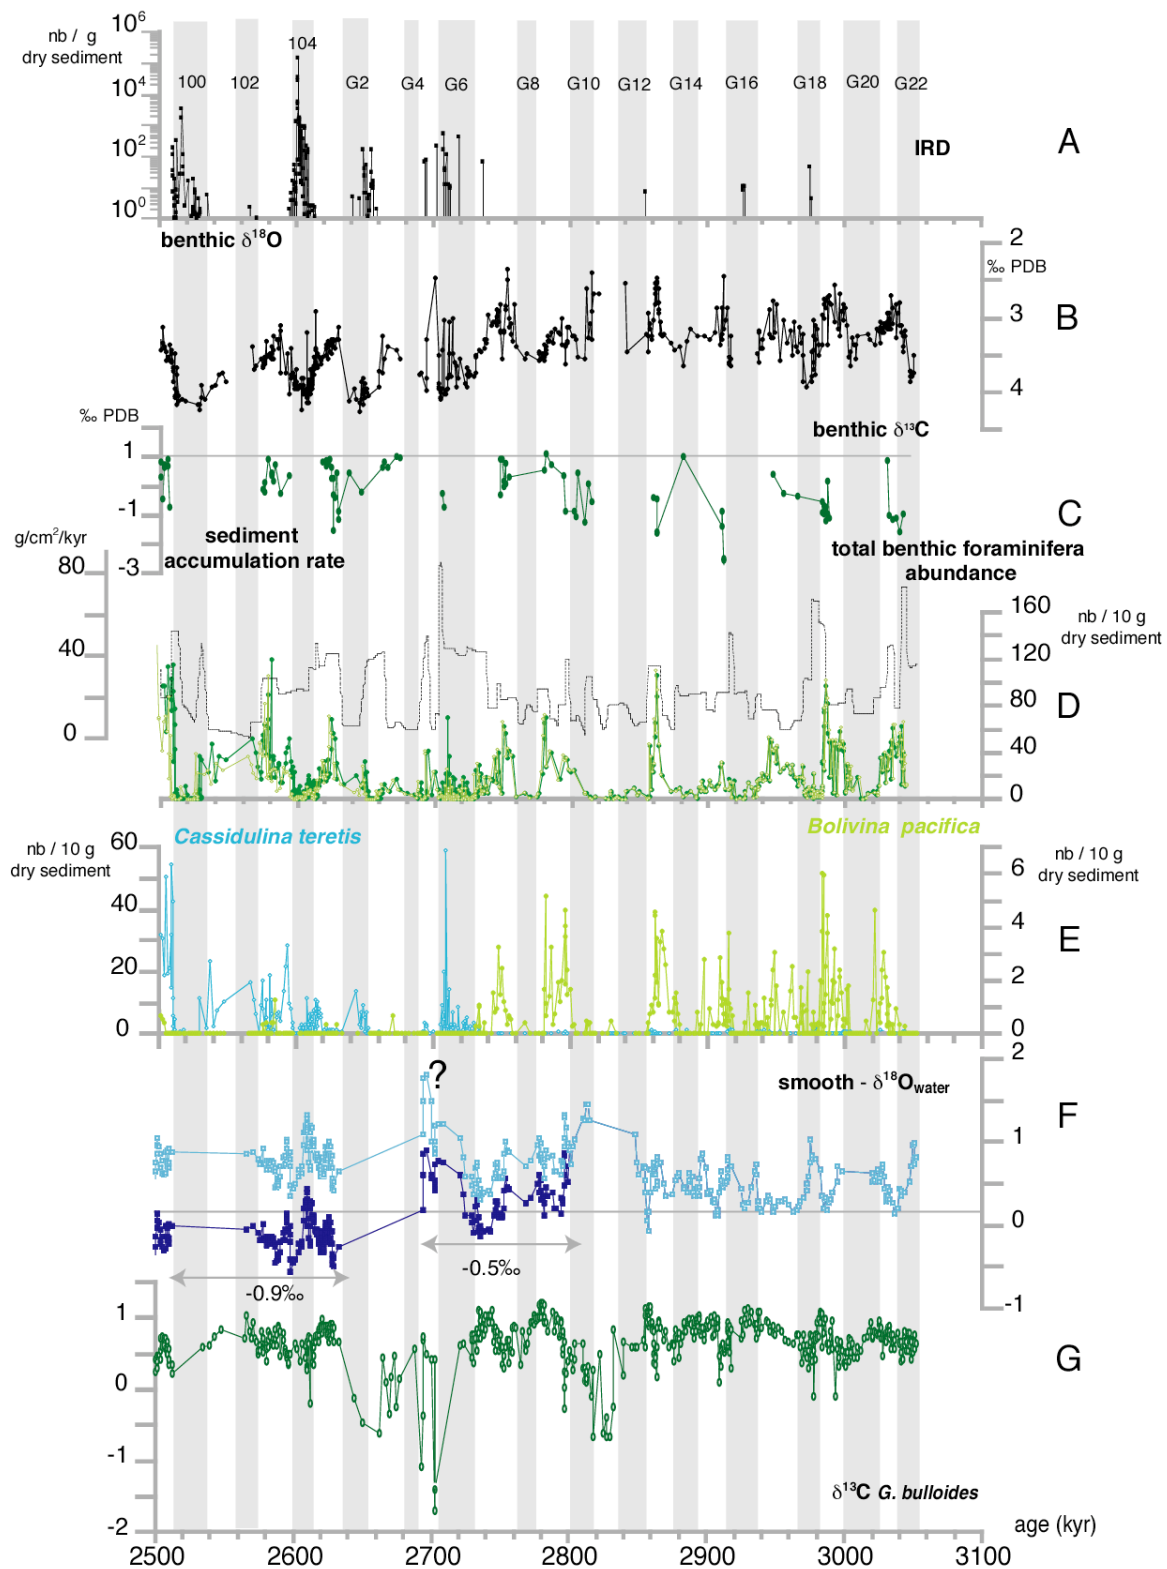 10⁶
nb / g
dry sediment
104
100
102
G2
G4
G6
G8
G10
G12
G14
G16
G18
G20
G22
10⁴
A
IRD
10²
10⁰
benthic δ¹⁸O
2
‰ PDB
3
B
4
‰ PDB
benthic δ¹³C
1
-1
C
sediment
accumulation rate
g/cm²/kyr
total benthic foraminifera
abundance
-3
80
160
nb / 10 g
dry sediment
40
120
80
D
0
40
0
Cassidulina teretis
Bolivina pacifica
60
nb / 10 g
dry sediment
6
nb / 10 g
dry sediment
40
4
E
20
2
0
0
2
?
smooth - δ¹⁸Owater
F
1
0
-0.5‰
-0.9‰
-1
1
G
0
-1
δ¹³C G. bulloides
-2
age (kyr)
2500
2600
2700
2800
2900
3000
3100